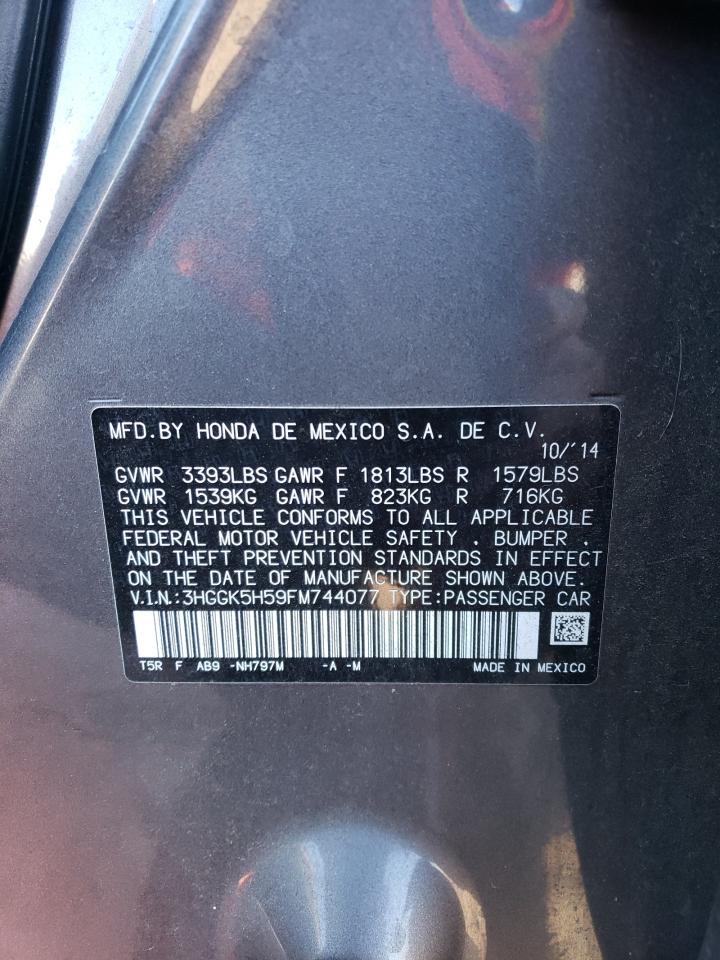 MFD.BY HONDA DE MEXICO S.A. DE C.V.
10/'14
GVWR 3393LBS GAWR F 1813LBS R 1579LBS
GVWR 1539KG GAWR F 823KG R 716KG
THIS VEHICLE CONFORMS TO ALL APPLICABLE
FEDERAL MOTOR VEHICLE SAFETY . BUMPER .
AND THEFT PREVENTION STANDARDS IN EFFECT
ON THE DATE OF MANUFACTURE SHOWN ABOVE.
V.I.N.:3HGGK5H59FM744077 TYPE:PASSENGER CAR
T5R F AB9 -NH797M -A -M MADE IN MEXICO